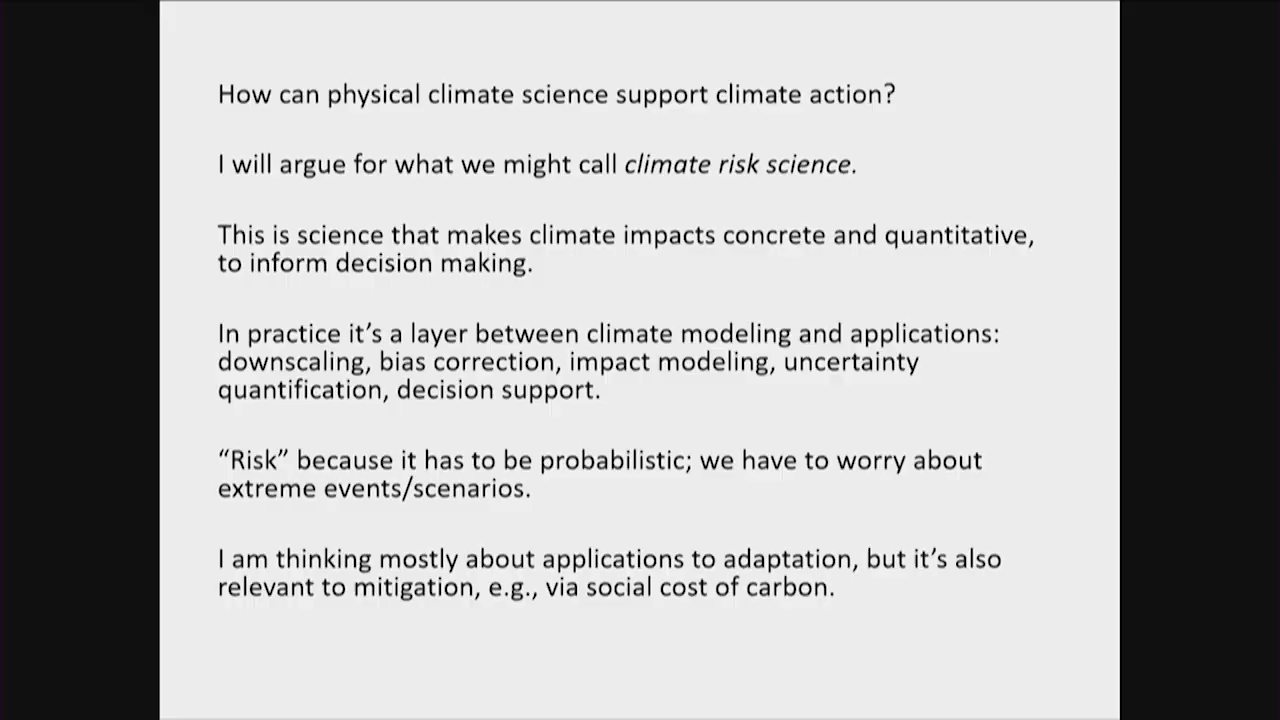 How can physical climate science support climate action?
I will argue for what we might call climate risk science.
This is science that makes climate impacts concrete and quantitative,
to inform decision making.
In practice it’s a layer between climate modeling and applications:
downscaling, bias correction, impact modeling, uncertainty
quantification, decision support.
“Risk” because it has to be probabilistic; we have to worry about
extreme events/scenarios.
I am thinking mostly about applications to adaptation, but it’s also
relevant to mitigation, e.g., via social cost of carbon.